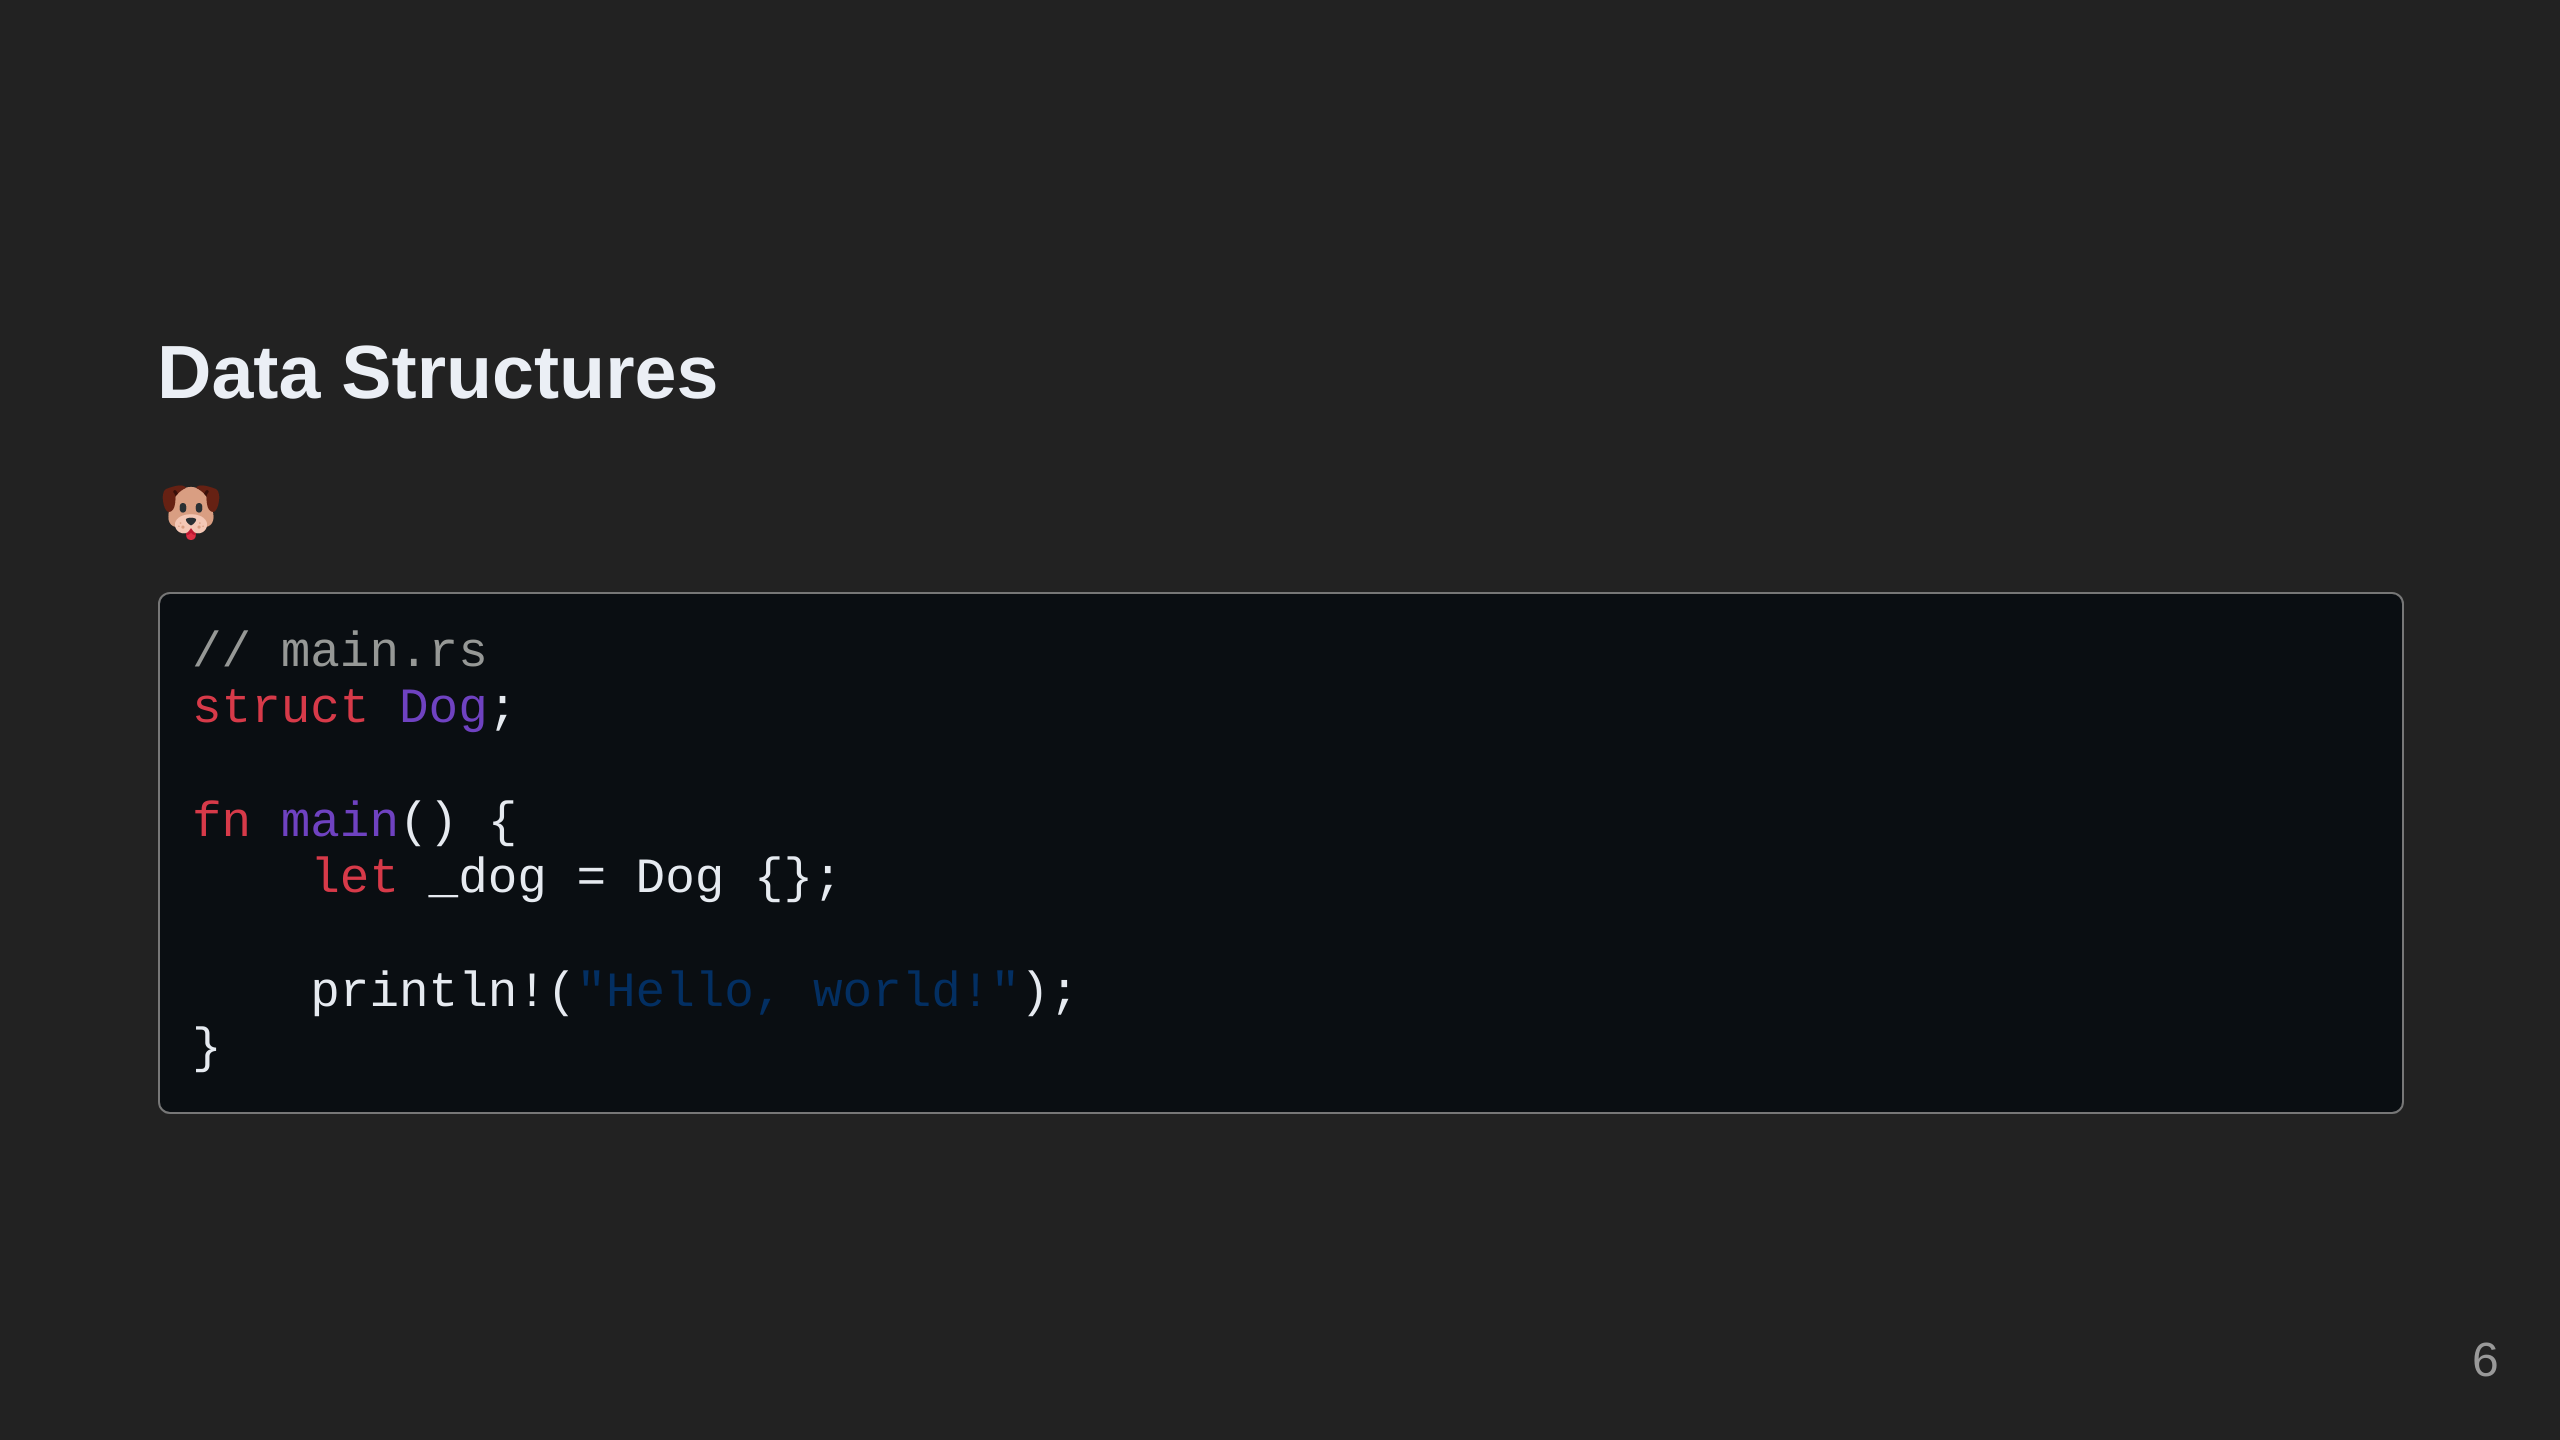 Data Structures
🐶
// main.rs
struct Dog;

fn main() {
    let _dog = Dog {};

    println!("Hello, world!");
}
6